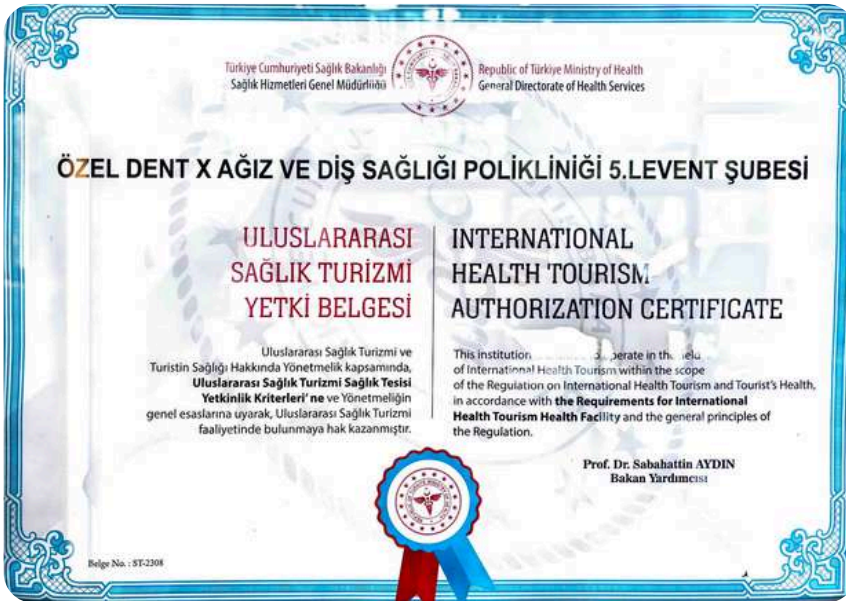 Türkiye Cumhuriyeti Sağlık Bakanlığı
Sağlık Hizmetleri Genel Müdürlüğü
Republic of Türkiye Ministry of Health
General Directorate of Health Services
ÖZEL DENT X AĞIZ VE DİŞ SAĞLIĞI POLİKLİNİĞİ 5.LEVENT ŞUBESİ
ULUSLARARASI
SAĞLIK TURİZMİ
YETKİ BELGESİ
Uluslararası Sağlık Turizmi ve
Turistin Sağlığı Hakkında Yönetmelik kapsamında,
Uluslararası Sağlık Turizmi Sağlık Tesisi
Yetkinlik Kriterleri' ne ve Yönetmeliğin
genel esaslarına uyarak, Uluslararası Sağlık Turizmi
faaliyetinde bulunmaya hak kazanmıştır.
INTERNATIONAL
HEALTH TOURISM
AUTHORIZATION CERTIFICATE
This institution perate in the
of International Health Tourism within the scope
of the Regulation on International Health Tourism and Tourist's Health,
in accordance with the Requirements for International
Health Tourism Health Facility and the general principles of
the Regulation.
Prof. Dr. Sabahattin AYDIN
Bakan Yardımcısı
Belge No. : ST-2308